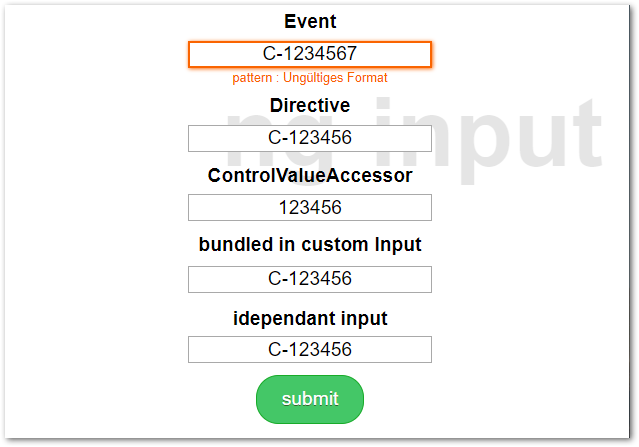 Event
C-1234567
pattern : Ungültiges Format
Directive
ng input
C-123456
ControlValueAccessor
123456
bundled in custom Input
C-123456
idependant input
C-123456
submit